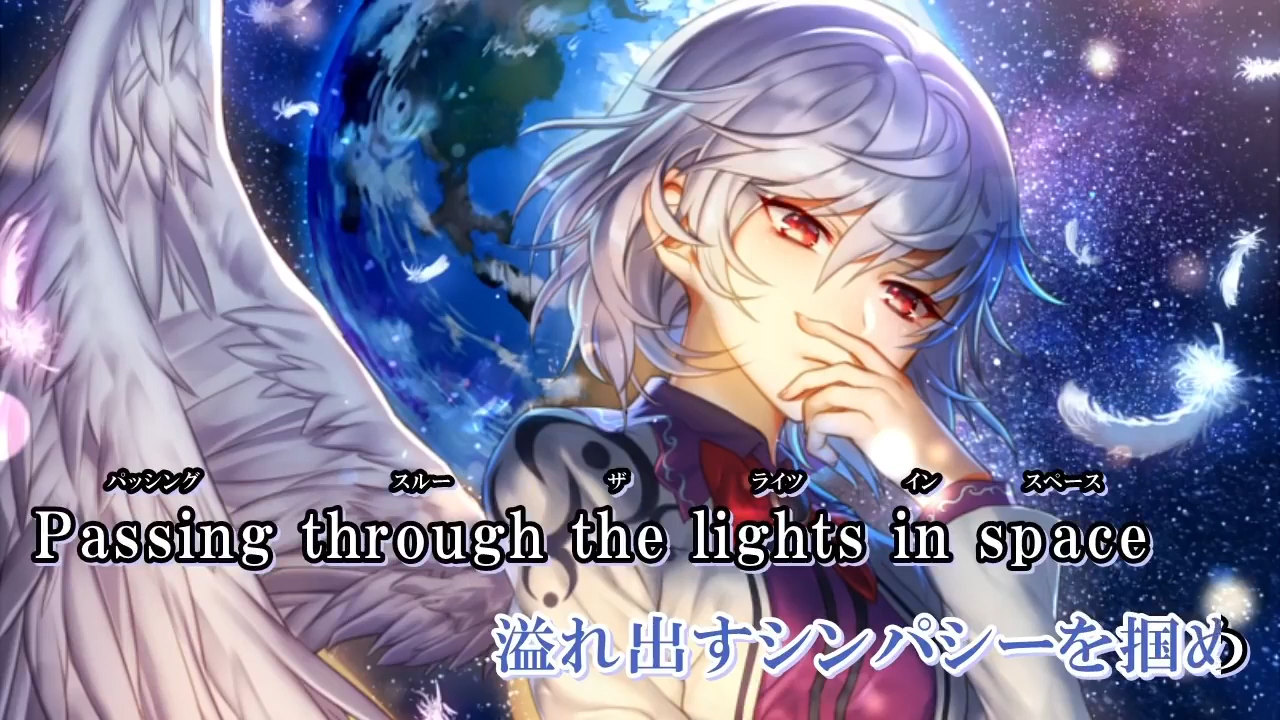 パッシング スルー ザ ライツ イン スペース
Passing through the lights in space
溢れ出すシンパシーを掴め